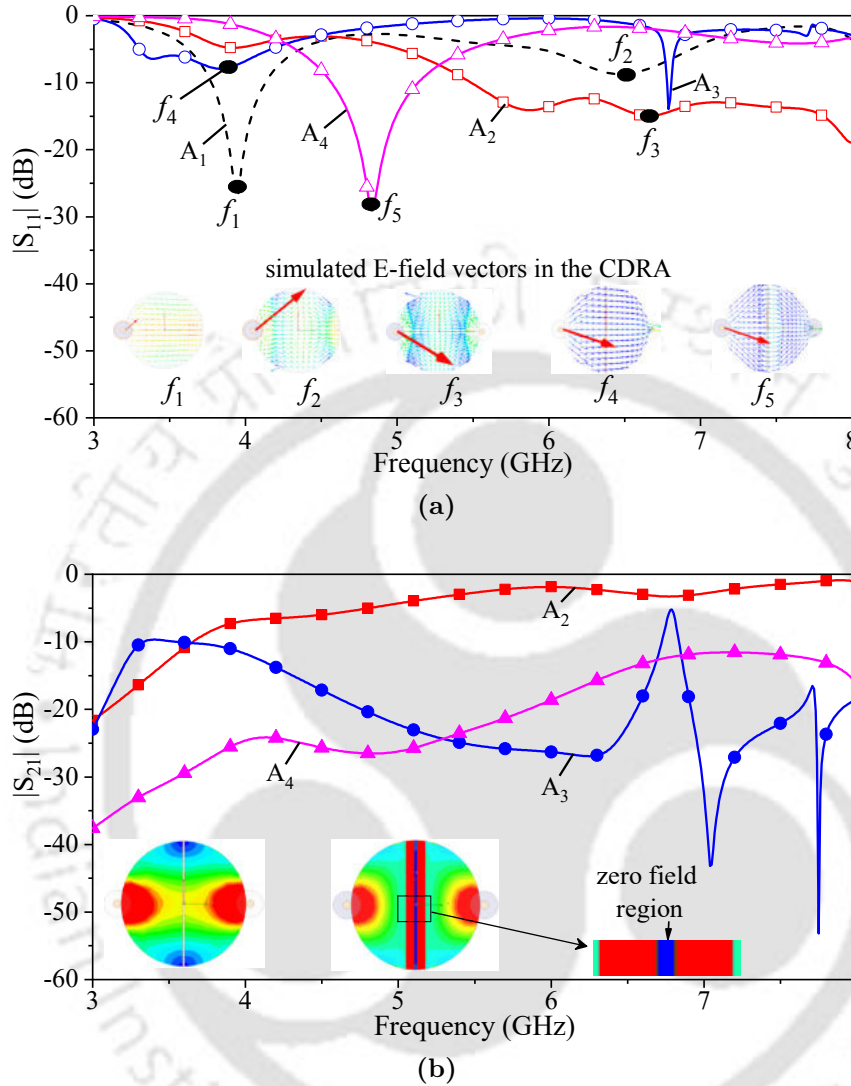 0
-10
-20
-30
-40
-50
-60
|S₁₁| (dB)
f₄
A₁
f₁
A₄
f₅
A₂
f₂
f₃
A₃
simulated E-field vectors in the CDRA
f₁ f₂ f₃ f₄ f₅
3 4 5 6 7 8
Frequency (GHz)
(a)
0
-10
-20
-30
-40
-50
-60
|S₂₁| (dB)
A₂
A₄
A₃
zero field
region
3 4 5 6 7
Frequency (GHz)
(b)
Indian Inst